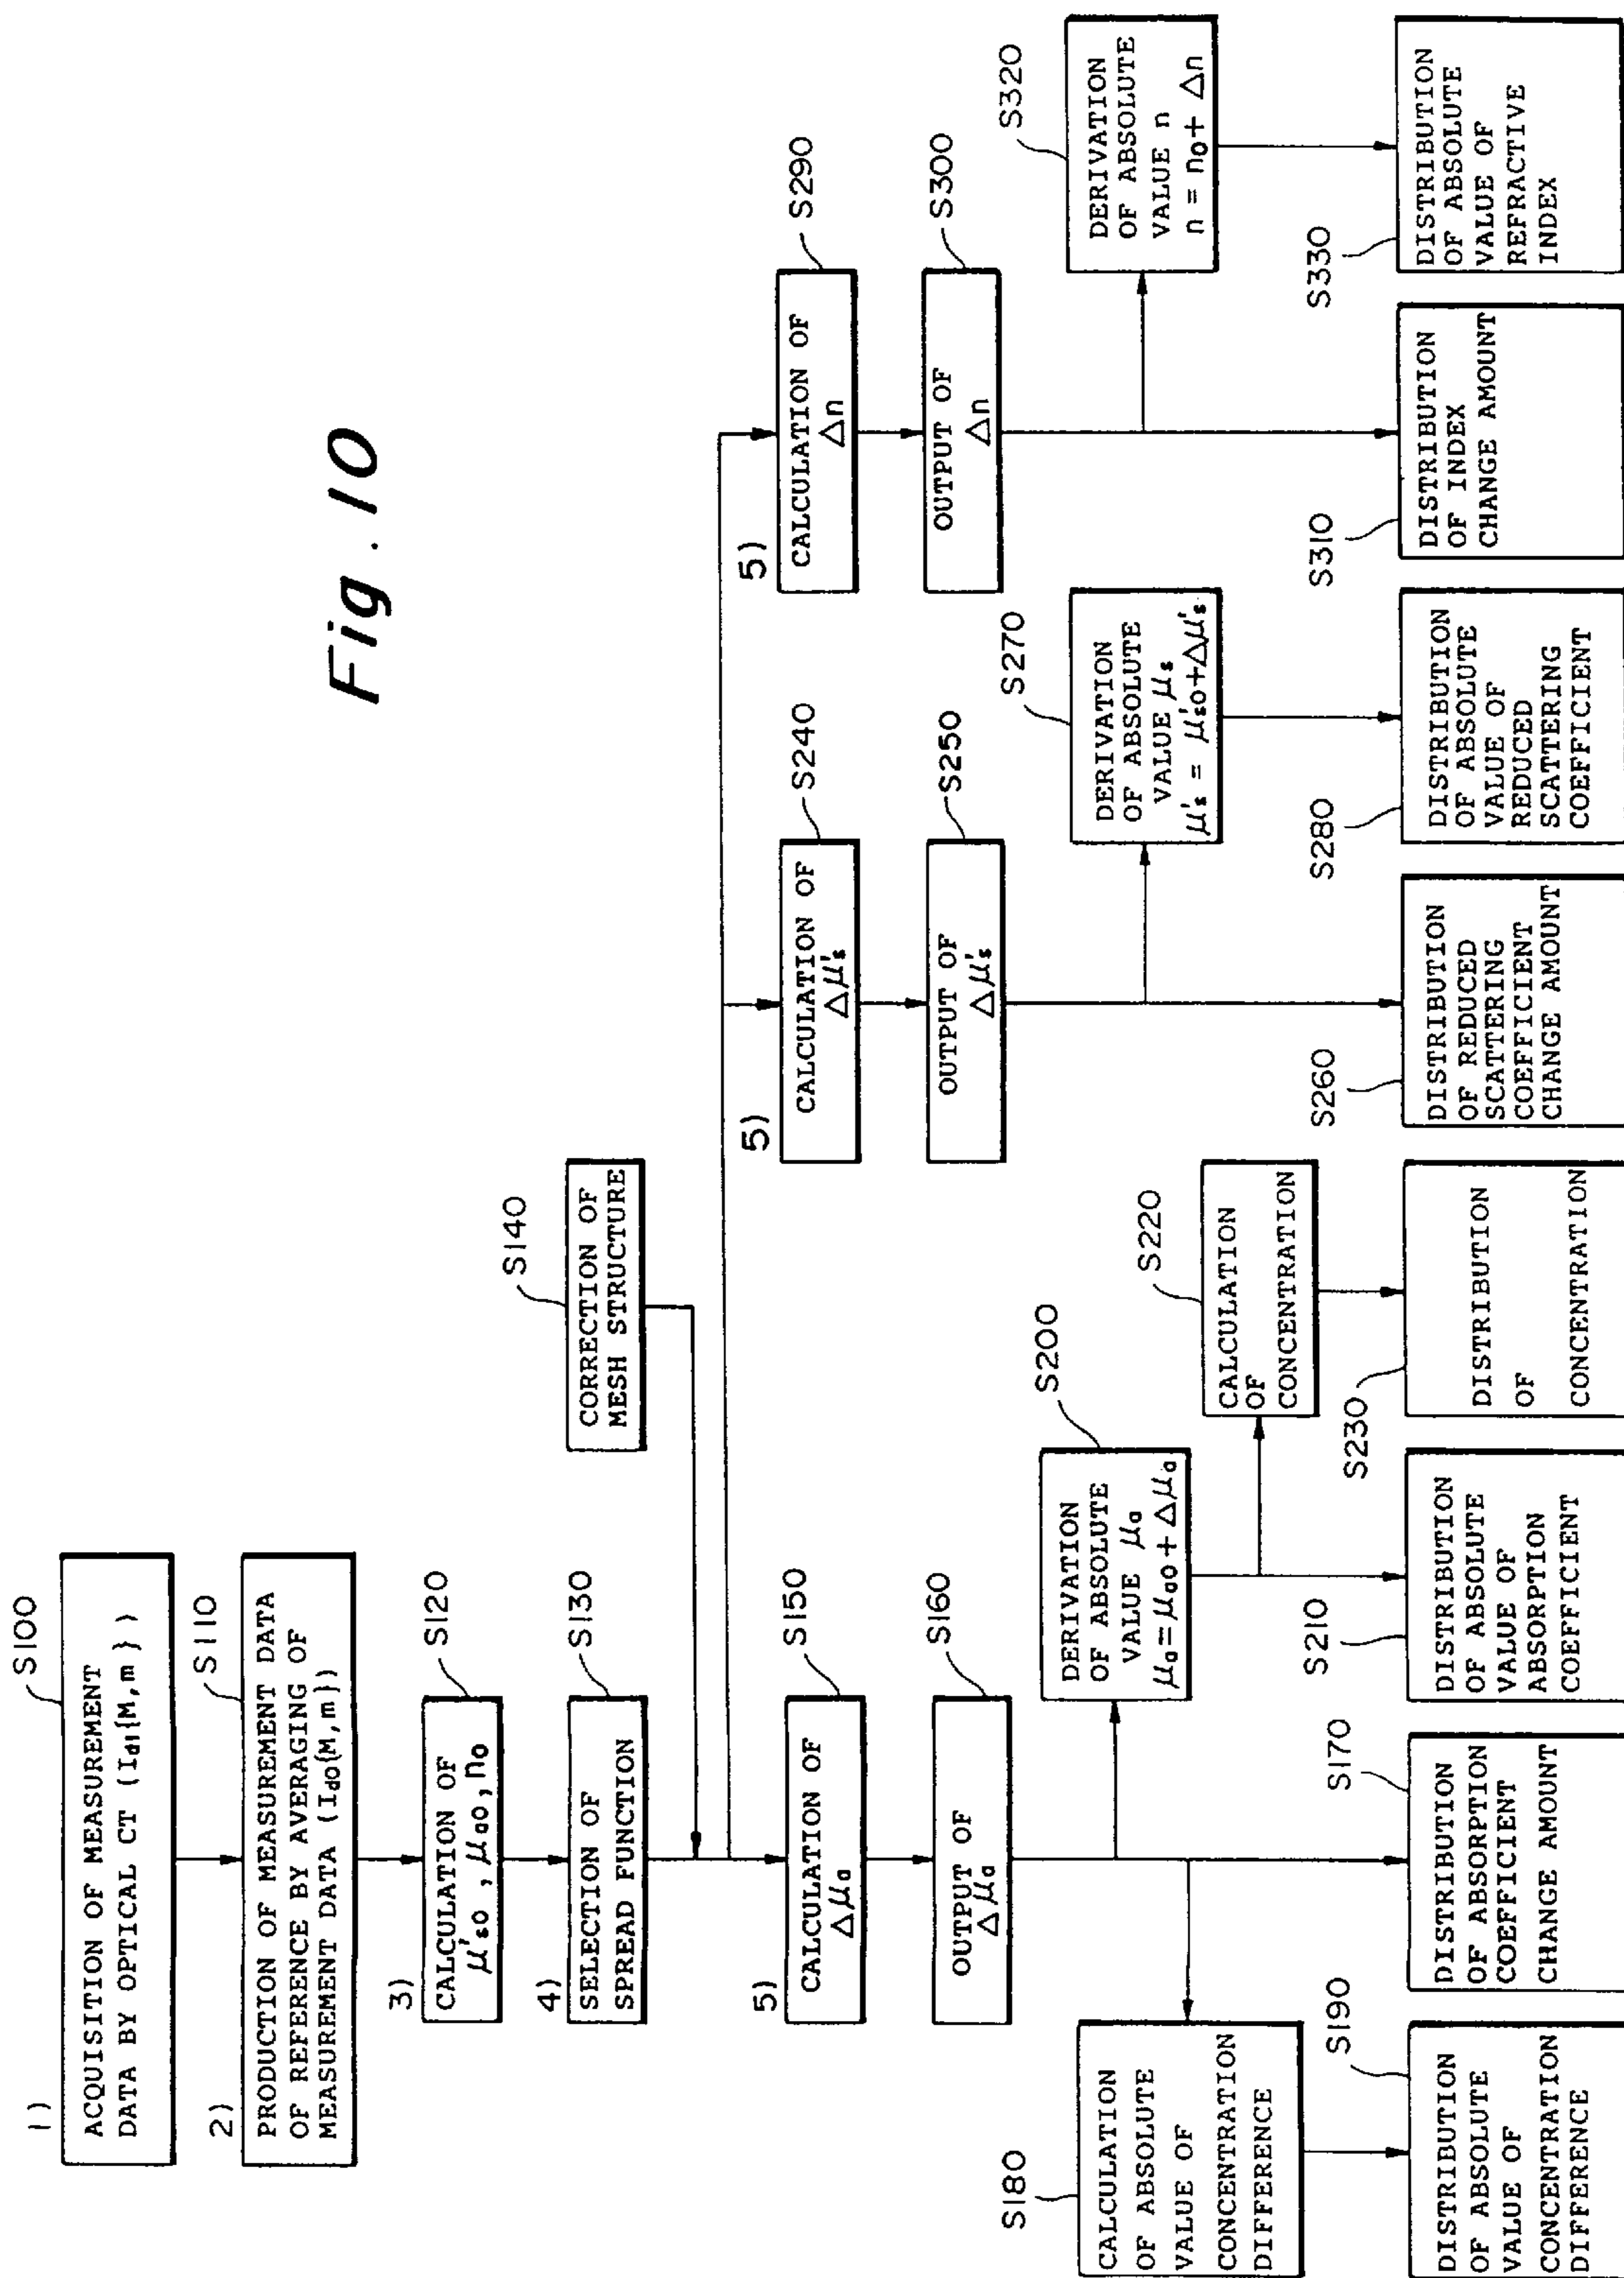 Fig. 10
1)
S100
ACQUISITION OF MEASUREMENT
DATA BY OPTICAL CT (Id1{M,m})
2)
S110
PRODUCTION OF MEASUREMENT DATA
OF REFERENCE BY AVERAGING OF
MEASUREMENT DATA (Id0{M,m})
3)
S120
CALCULATION OF
μ's0, μa0, n0
4)
S130
SELECTION OF
SPREAD FUNCTION
S140
CORRECTION OF
MESH STRUCTURE
5)
S150
CALCULATION OF
Δμa
S160
OUTPUT OF
Δμa
5)
S240
CALCULATION OF
Δμ's
S250
OUTPUT OF
Δμ's
5)
S290
CALCULATION OF
Δn
S300
OUTPUT OF
Δn
S180
CALCULATION
OF ABSOLUTE
VALUE OF
CONCENTRATION
DIFFERENCE
S200
DERIVATION
OF ABSOLUTE
VALUE μa
μa = μa0 + Δμa
S220
CALCULATION
OF
CONCENTRATION
S270
DERIVATION
OF ABSOLUTE
VALUE μs
μ's = μ's0 + Δμ's
S320
DERIVATION
OF ABSOLUTE
VALUE n
n = n0 + Δn
S190
DISTRIBUTION
OF ABSOLUTE
VALUE OF
CONCENTRATION
DIFFERENCE
S170
DISTRIBUTION
OF ABSORPTION
COEFFICIENT
CHANGE AMOUNT
S210
DISTRIBUTION
OF ABSOLUTE
VALUE OF
ABSORPTION
COEFFICIENT
S230
DISTRIBUTION
OF
CONCENTRATION
S260
DISTRIBUTION
OF REDUCED
SCATTERING
COEFFICIENT
CHANGE AMOUNT
S280
DISTRIBUTION
OF ABSOLUTE
VALUE OF
REDUCED
SCATTERING
COEFFICIENT
S310
DISTRIBUTION
OF INDEX
CHANGE AMOUNT
S330
DISTRIBUTION
OF ABSOLUTE
VALUE OF
REFRACTIVE
INDEX